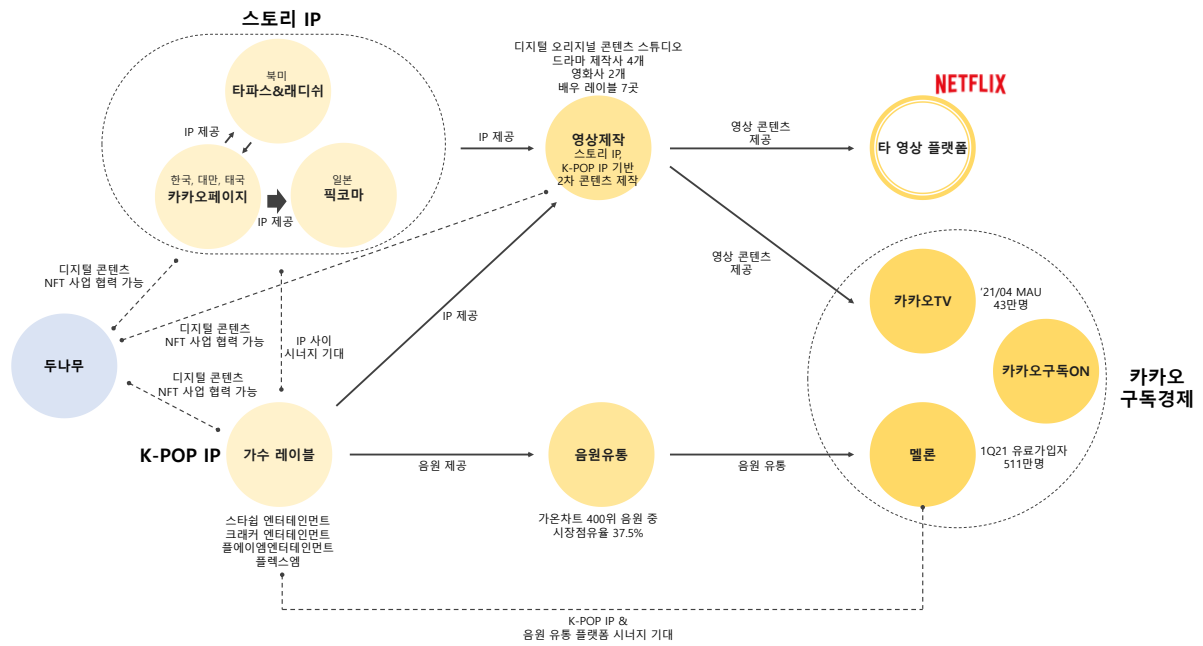 스토리 IP
북미
타파스&래디쉬
IP 제공
한국, 대만, 태국
카카오페이지
IP 제공
일본
픽코마
디지털 오리지널 콘텐츠 스튜디오
드라마 제작사 4개
영화사 2개
배우 레이블 7곳
IP 제공
영상제작
스토리 IP,
K-POP IP 기반
2차 콘텐츠 제작
영상 콘텐츠
제공
NETFLIX
타 영상 플랫폼
영상 콘텐츠
제공
디지털 콘텐츠
NFT 사업 협력 가능
디지털 콘텐츠
NFT 사업 협력 가능
디지털 콘텐츠
NFT 사업 협력 가능
두나무
IP 사이
시너지 기대
IP 제공
카카오TV
'21/04 MAU
43만명
카카오구독ON
카카오
구독경제
K-POP IP
가수 레이블
스타쉽 엔터테인먼트
크래커 엔터테인먼트
플에이엠엔터테인먼트
플렉스엠
음원 제공
음원유통
가온차트 400위 음원 중
시장점유율 37.5%
음원 유통
멜론
1Q21 유료가입자
511만명
K-POP IP &
음원 유통 플랫폼 시너지 기대